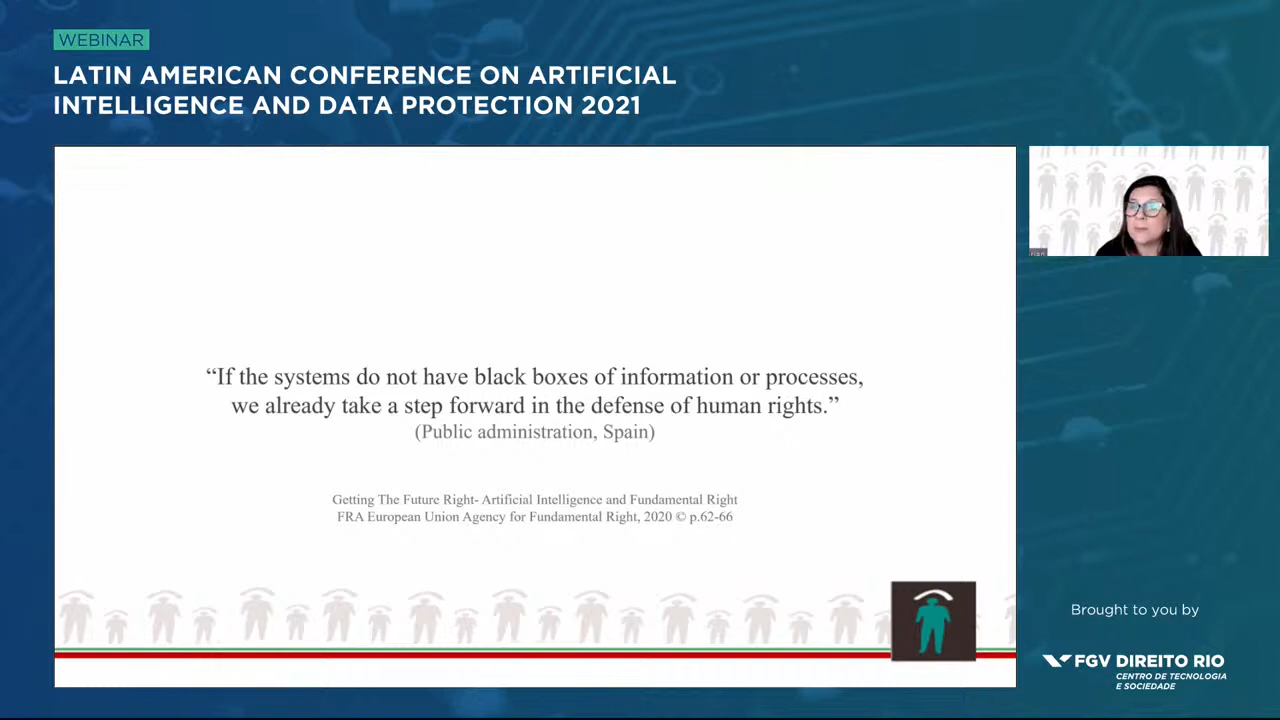 WEBINAR
LATIN AMERICAN CONFERENCE ON ARTIFICIAL
INTELLIGENCE AND DATA PROTECTION 2021
“If the systems do not have black boxes of information or processes,
we already take a step forward in the defense of human rights.”
(Public administration, Spain)
Getting The Future Right- Artificial Intelligence and Fundamental Right
FRA European Union Agency for Fundamental Right, 2020 © p.62-66
Brought to you by
FGV DIREITO RIO
CENTRO DE TECNOLOGIA
E SOCIEDADE